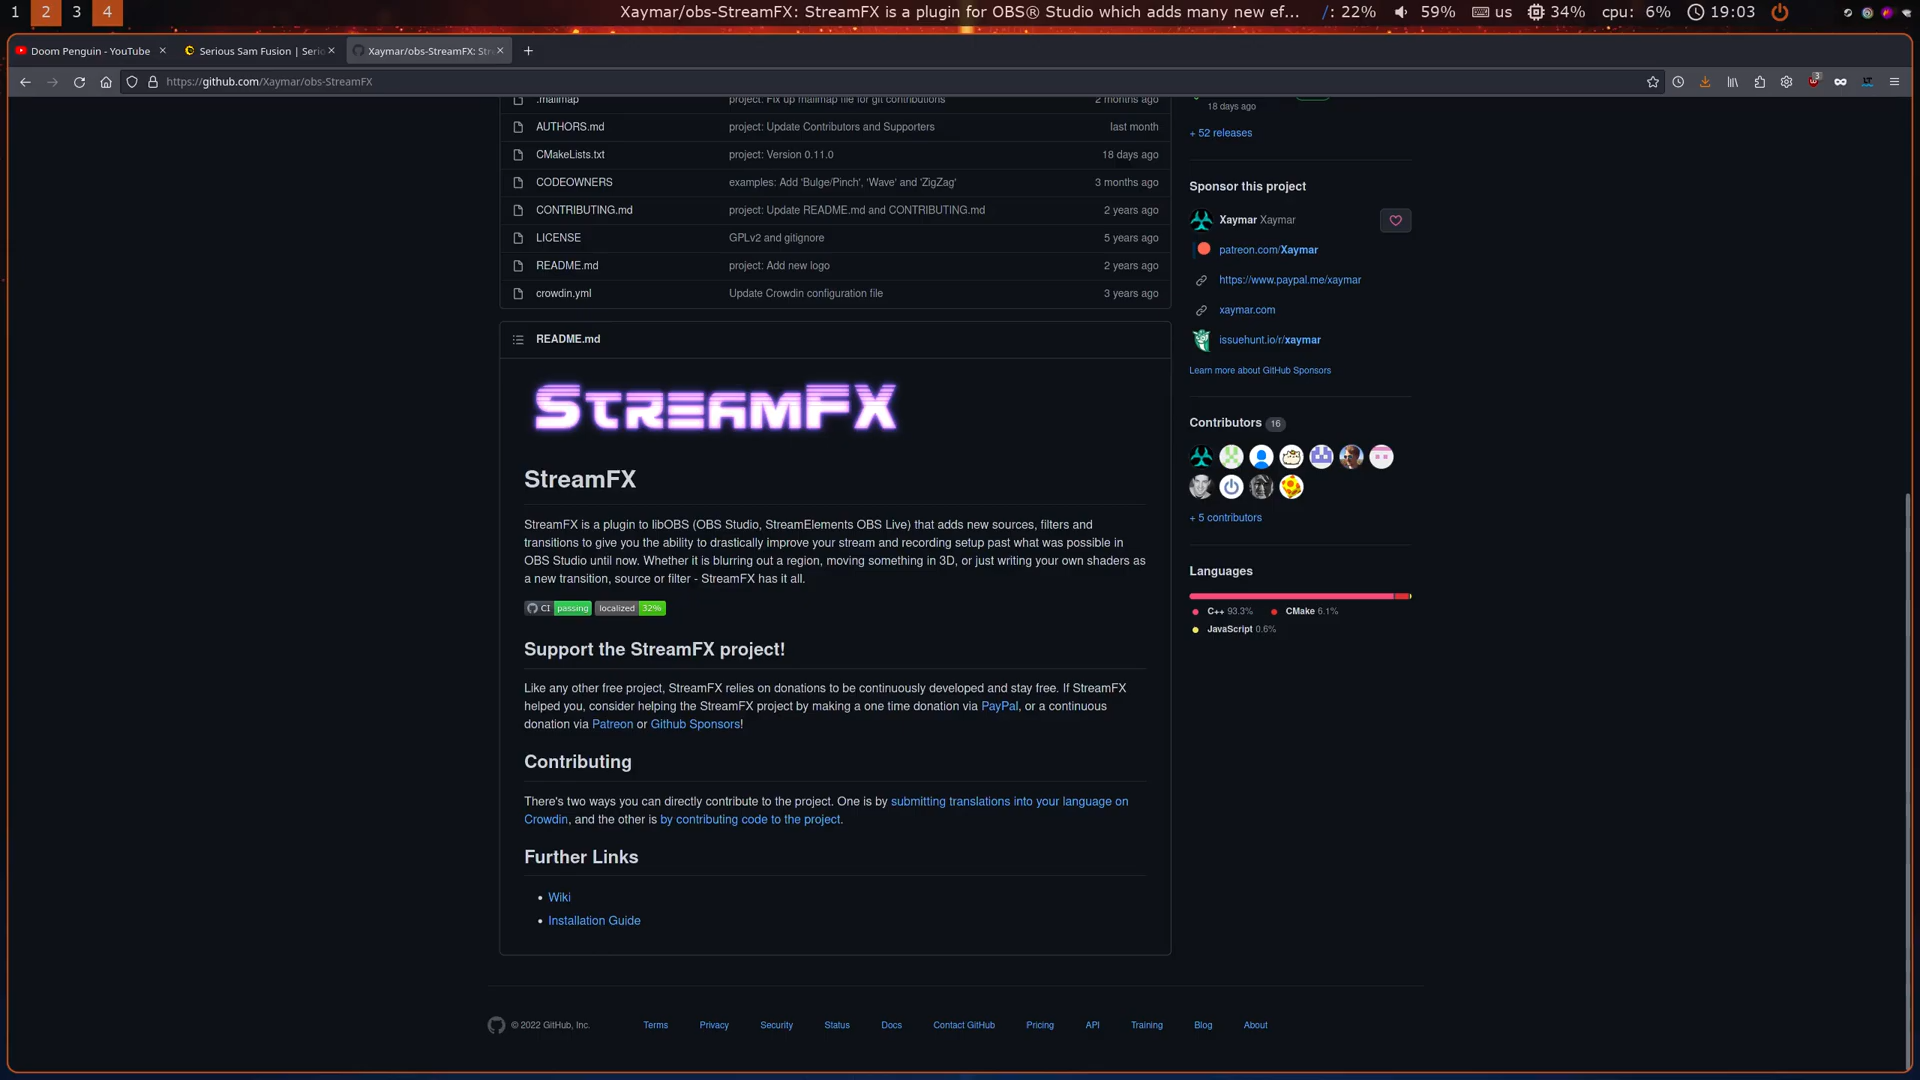 1 2 3 4 Xaymar/obs-StreamFX: StreamFX is a plugin for OBS® Studio which adds many new ef... /: 22% 59% us 34% cpu: 6% 19:03
Doom Penguin - YouTube Serious Sam Fusion | Serio Xaymar/obs-StreamFX: Str
https://github.com/Xaymar/obs-StreamFX 3
.mailmap project: Fix up mailmap file for git contributions 2 months ago
AUTHORS.md project: Update Contributors and Supporters last month
CMakeLists.txt project: Version 0.11.0 18 days ago
CODEOWNERS examples: Add 'Bulge/Pinch', 'Wave' and 'ZigZag' 3 months ago
CONTRIBUTING.md project: Update README.md and CONTRIBUTING.md 2 years ago
LICENSE GPLv2 and gitignore 5 years ago
README.md project: Add new logo 2 years ago
crowdin.yml Update Crowdin configuration file 3 years ago
README.md
STREAMFX
StreamFX
StreamFX is a plugin to libOBS (OBS Studio, StreamElements OBS Live) that adds new sources, filters and
transitions to give you the ability to drastically improve your stream and recording setup past what was possible in
OBS Studio until now. Whether it is blurring out a region, moving something in 3D, or just writing your own shaders as
a new transition, source or filter - StreamFX has it all.
CI passing localized 32%
Support the StreamFX project!
Like any other free project, StreamFX relies on donations to be continuously developed and stay free. If StreamFX
helped you, consider helping the StreamFX project by making a one time donation via PayPal, or a continuous
donation via Patreon or Github Sponsors!
Contributing
There's two ways you can directly contribute to the project. One is by submitting translations into your language on
Crowdin, and the other is by contributing code to the project.
Further Links
Wiki
Installation Guide
18 days ago
+ 52 releases
Sponsor this project
Xaymar Xaymar
patreon.com/Xaymar
https://www.paypal.me/xaymar
xaymar.com
issuehunt.io/r/xaymar
Learn more about GitHub Sponsors
Contributors 16
+ 5 contributors
Languages
C++ 93.3% CMake 6.1%
JavaScript 0.6%
© 2022 GitHub, Inc. Terms Privacy Security Status Docs Contact GitHub Pricing API Training Blog About